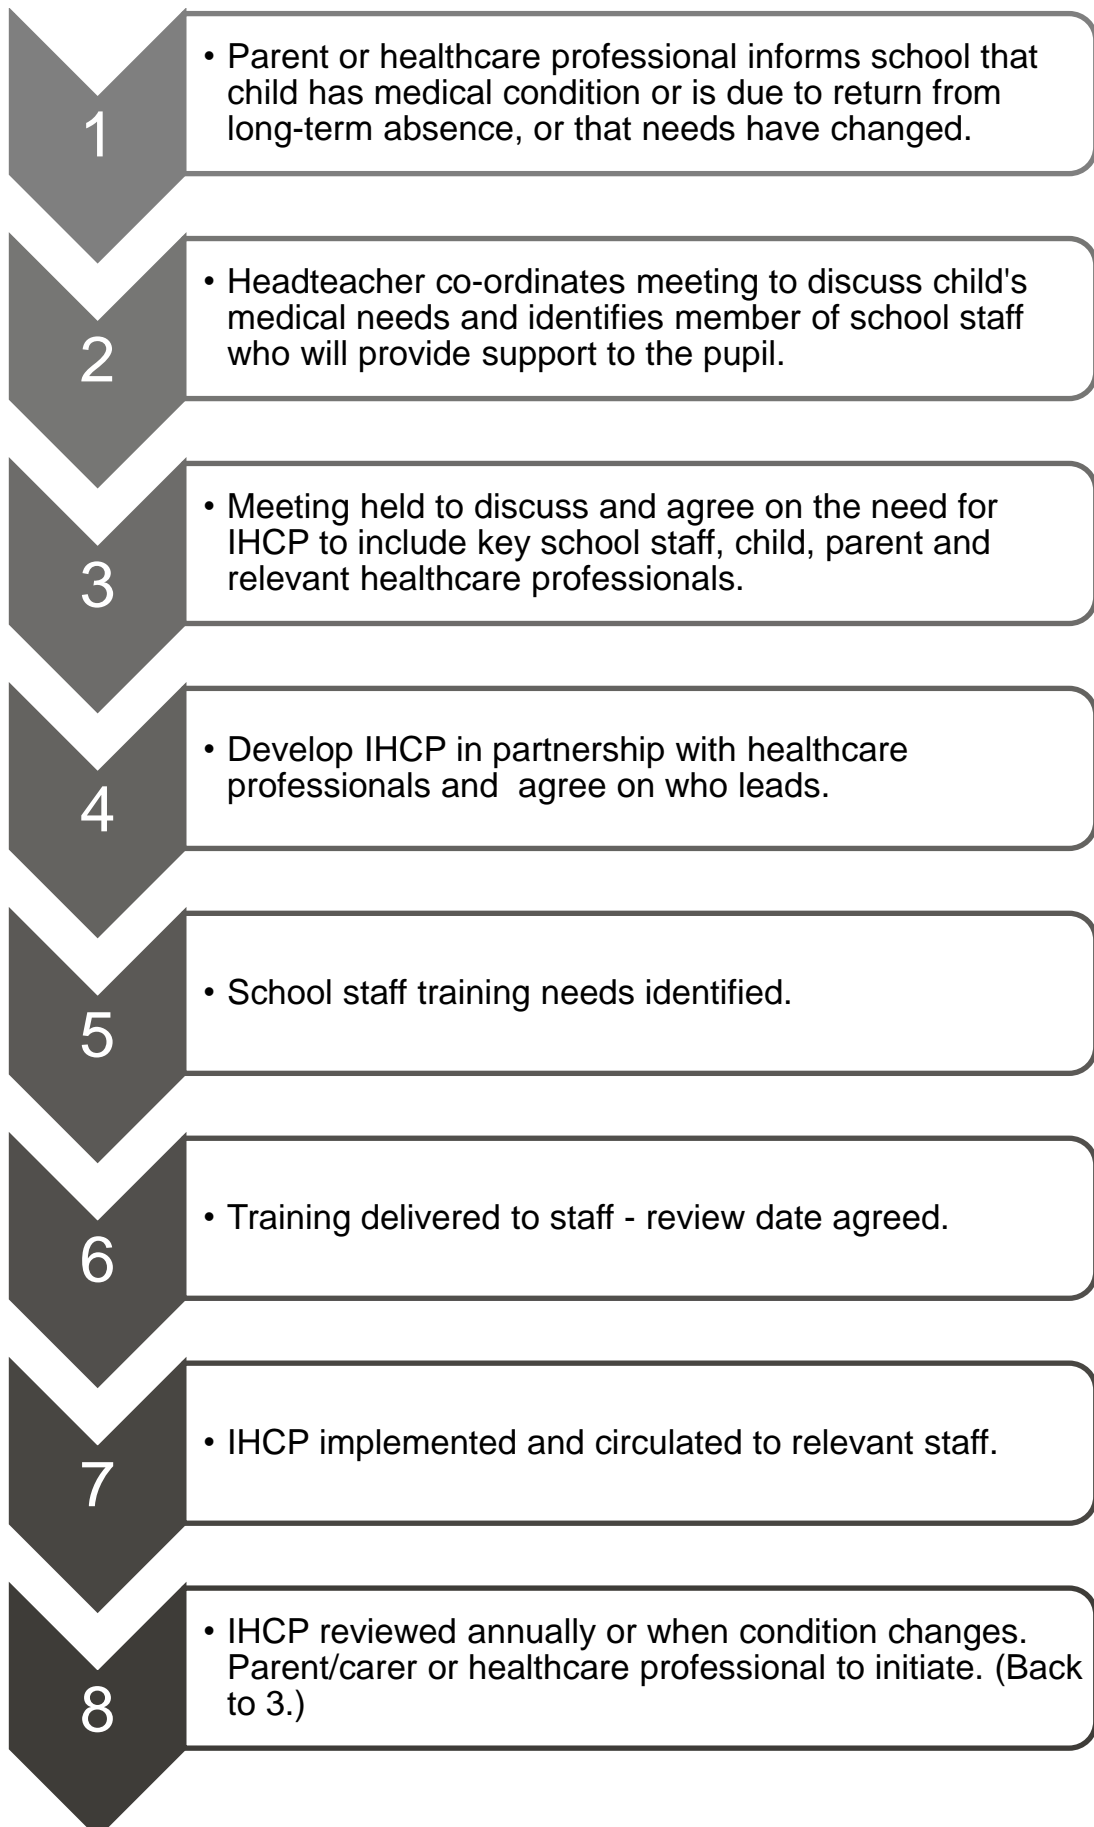 1
• Parent or healthcare professional informs school that
child has medical condition or is due to return from
long-term absence, or that needs have changed.
2
• Headteacher co-ordinates meeting to discuss child's
medical needs and identifies member of school staff
who will provide support to the pupil.
3
• Meeting held to discuss and agree on the need for
IHCP to include key school staff, child, parent and
relevant healthcare professionals.
4
• Develop IHCP in partnership with healthcare
professionals and  agree on who leads.
5
• School staff training needs identified.
6
• Training delivered to staff - review date agreed.
7
• IHCP implemented and circulated to relevant staff.
8
• IHCP reviewed annually or when condition changes.
Parent/carer or healthcare professional to initiate. (Back
to 3.)